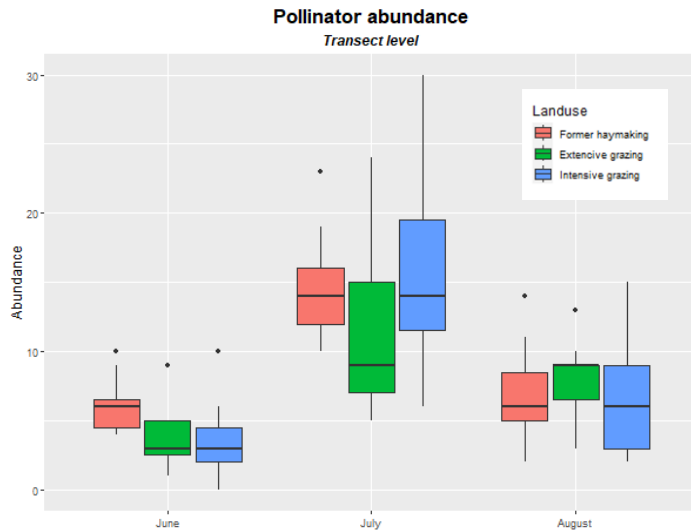 Pollinator abundance
Transect level
Abundance
30
20
10
0
Landuse
Former haymaking
Extencive grazing
Intensive grazing
June
July
August